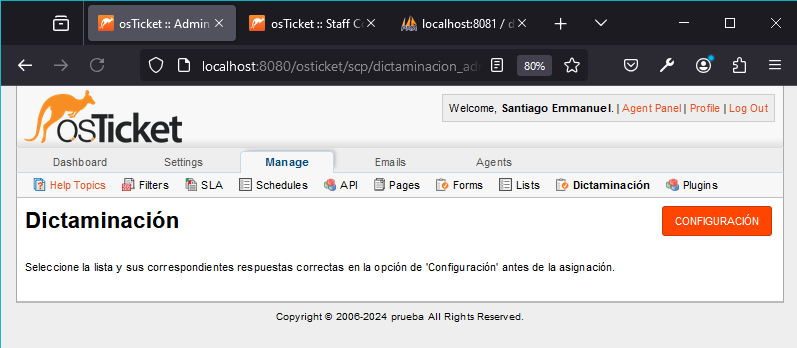 osTicket :: Admin
osTicket :: Staff C
localhost:8081 / d
localhost:8080/osticket/scp/dictaminacion_ad
80%
osTicket
Welcome, Santiago Emmanuel. | Agent Panel | Profile | Log Out
Dashboard Settings Manage Emails Agents
Help Topics Filters SLA Schedules API Pages Forms Lists Dictaminación Plugins
Dictaminación
CONFIGURACIÓN
Seleccione la lista y sus correspondientes respuestas correctas en la opción de 'Configuración' antes de la asignación.
Copyright © 2006-2024 prueba All Rights Reserved.